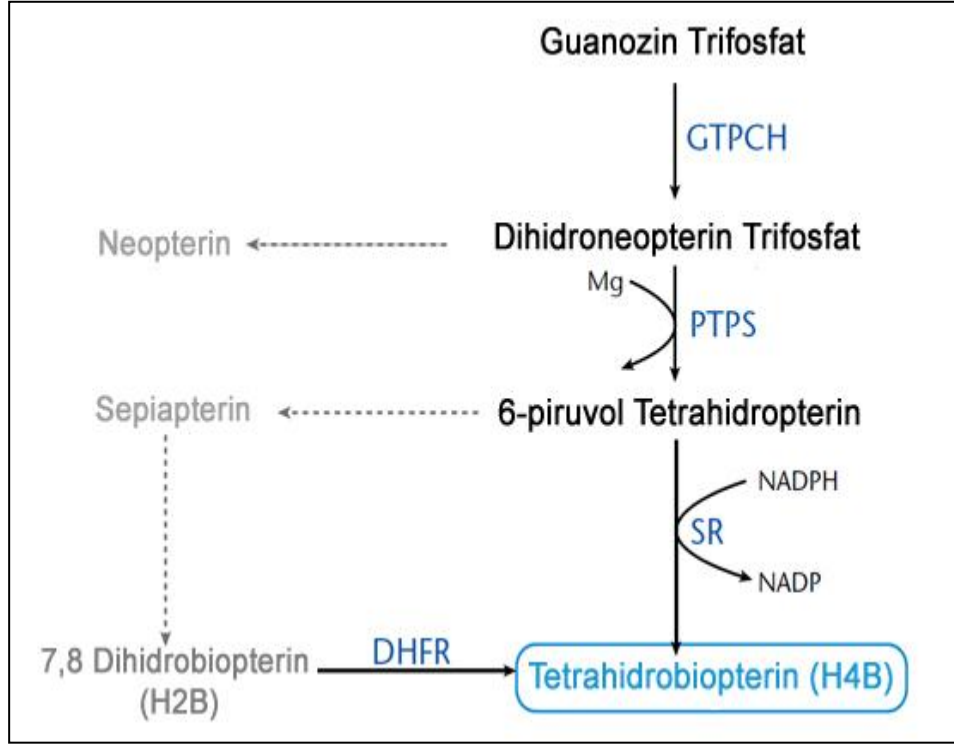 Guanozin Trifosfat
GTPCH
Neopterin
Dihidroneopterin Trifosfat
Mg
PTPS
Sepiapterin
6-piruvol Tetrahidropterin
NADPH
SR
NADP
7,8 Dihidrobiopterin
(H2B)
DHFR
Tetrahidrobiopterin (H4B)